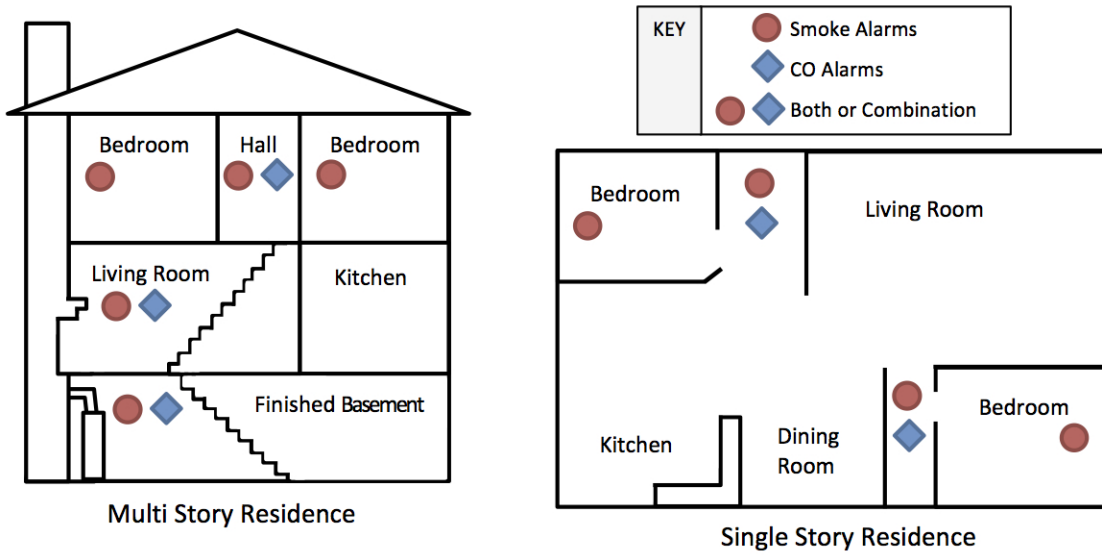 Bedroom
Hall
Bedroom
Living Room
Kitchen
Finished Basement
Multi Story Residence
KEY
Smoke Alarms
CO Alarms
Both or Combination
Bedroom
Living Room
Kitchen
Dining
Room
Bedroom
Single Story Residence